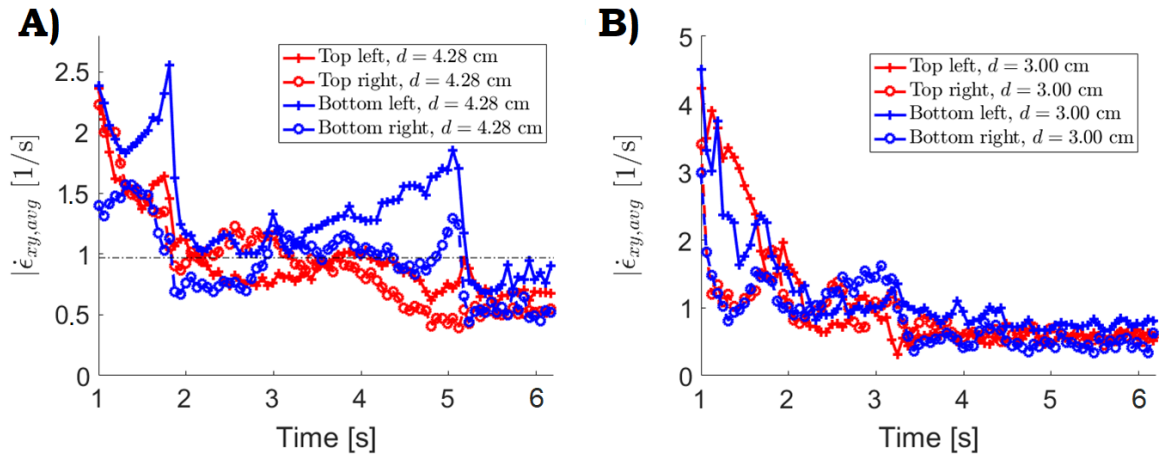 A)
|ϵ̇xy,avg| [1/s]
2.5
2
1.5
1
0.5
0
Top left, d = 4.28 cm
Top right, d = 4.28 cm
Bottom left, d = 4.28 cm
Bottom right, d = 4.28 cm
1 2 3 4 5 6
Time [s]
B)
|ϵ̇xy,avg| [1/s]
5
4
3
2
1
0
Top left, d = 3.00 cm
Top right, d = 3.00 cm
Bottom left, d = 3.00 cm
Bottom right, d = 3.00 cm
1 2 3 4 5 6
Time [s]